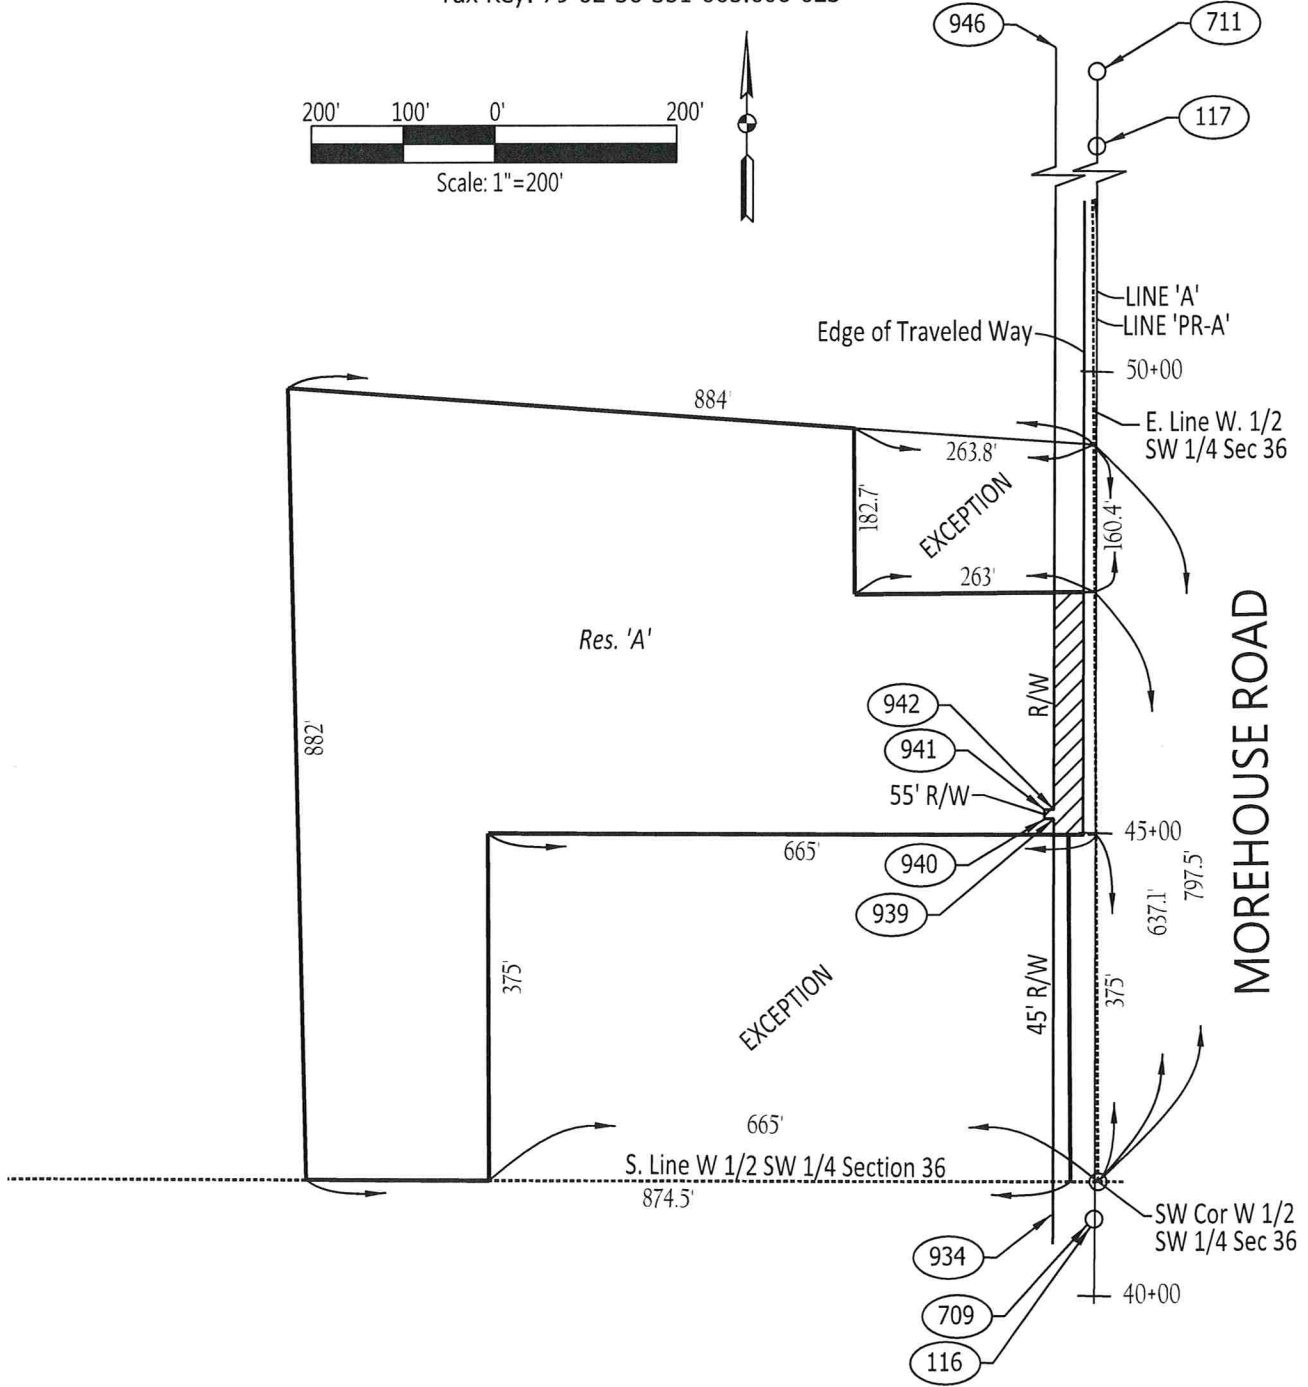 946
711
117
200' 100' 0' 200'
Scale: 1"=200'
LINE 'A'
LINE 'PR-A'
Edge of Traveled Way
50+00
884'
E. Line W. 1/2
SW 1/4 Sec 36
263.8'
EXCEPTION
182.7'
160.4'
263'
Res. 'A'
882'
R/W
MOREHOUSE ROAD
942
941
55' R/W
45+00
665'
940
939
797.5'
637.1'
375'
375'
45' R/W
EXCEPTION
665'
S. Line W 1/2 SW 1/4 Section 36
874.5'
SW Cor W 1/2
SW 1/4 Sec 36
934
40+00
709
116